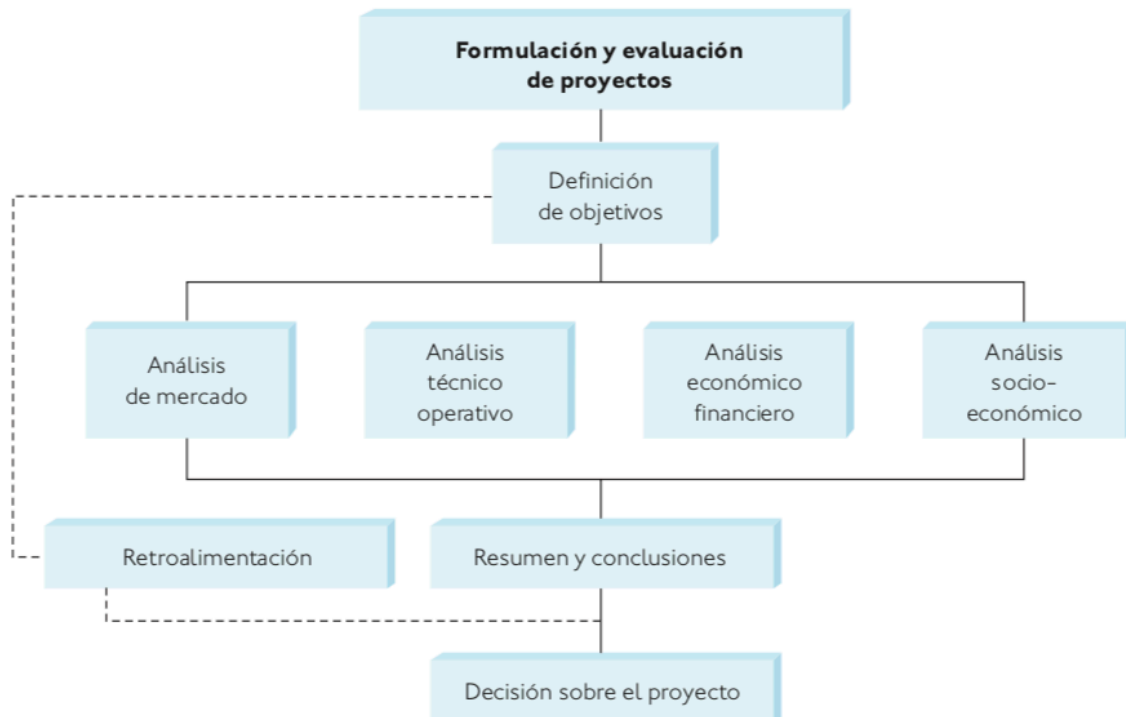 Formulación y evaluación
de proyectos
Definición
de objetivos
Análisis
de mercado
Análisis
técnico
operativo
Análisis
económico
financiero
Análisis
socio-
económico
Retroalimentación
Resumen y conclusiones
Decisión sobre el proyecto